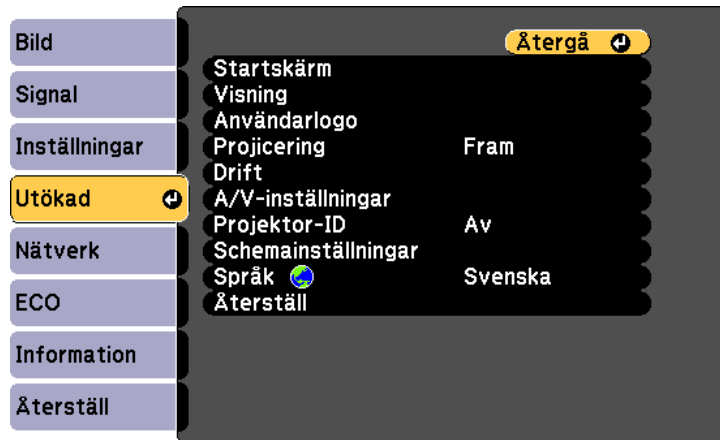 Bild
Signal
Inställningar
Utökad
Nätverk
ECO
Information
Återställ
Återgå
Startskärm
Visning
Användarlogo
Projicering Fram
Drift
A/V-inställningar
Projektor-ID Av
Schemainställningar
Språk Svenska
Återställ